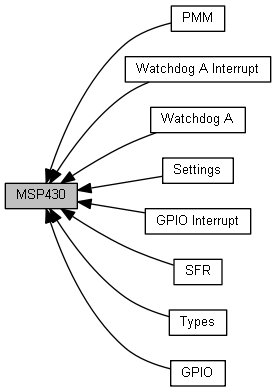 PMM
Watchdog A Interrupt
Watchdog A
Settings
MSP430
GPIO Interrupt
SFR
Types
GPIO